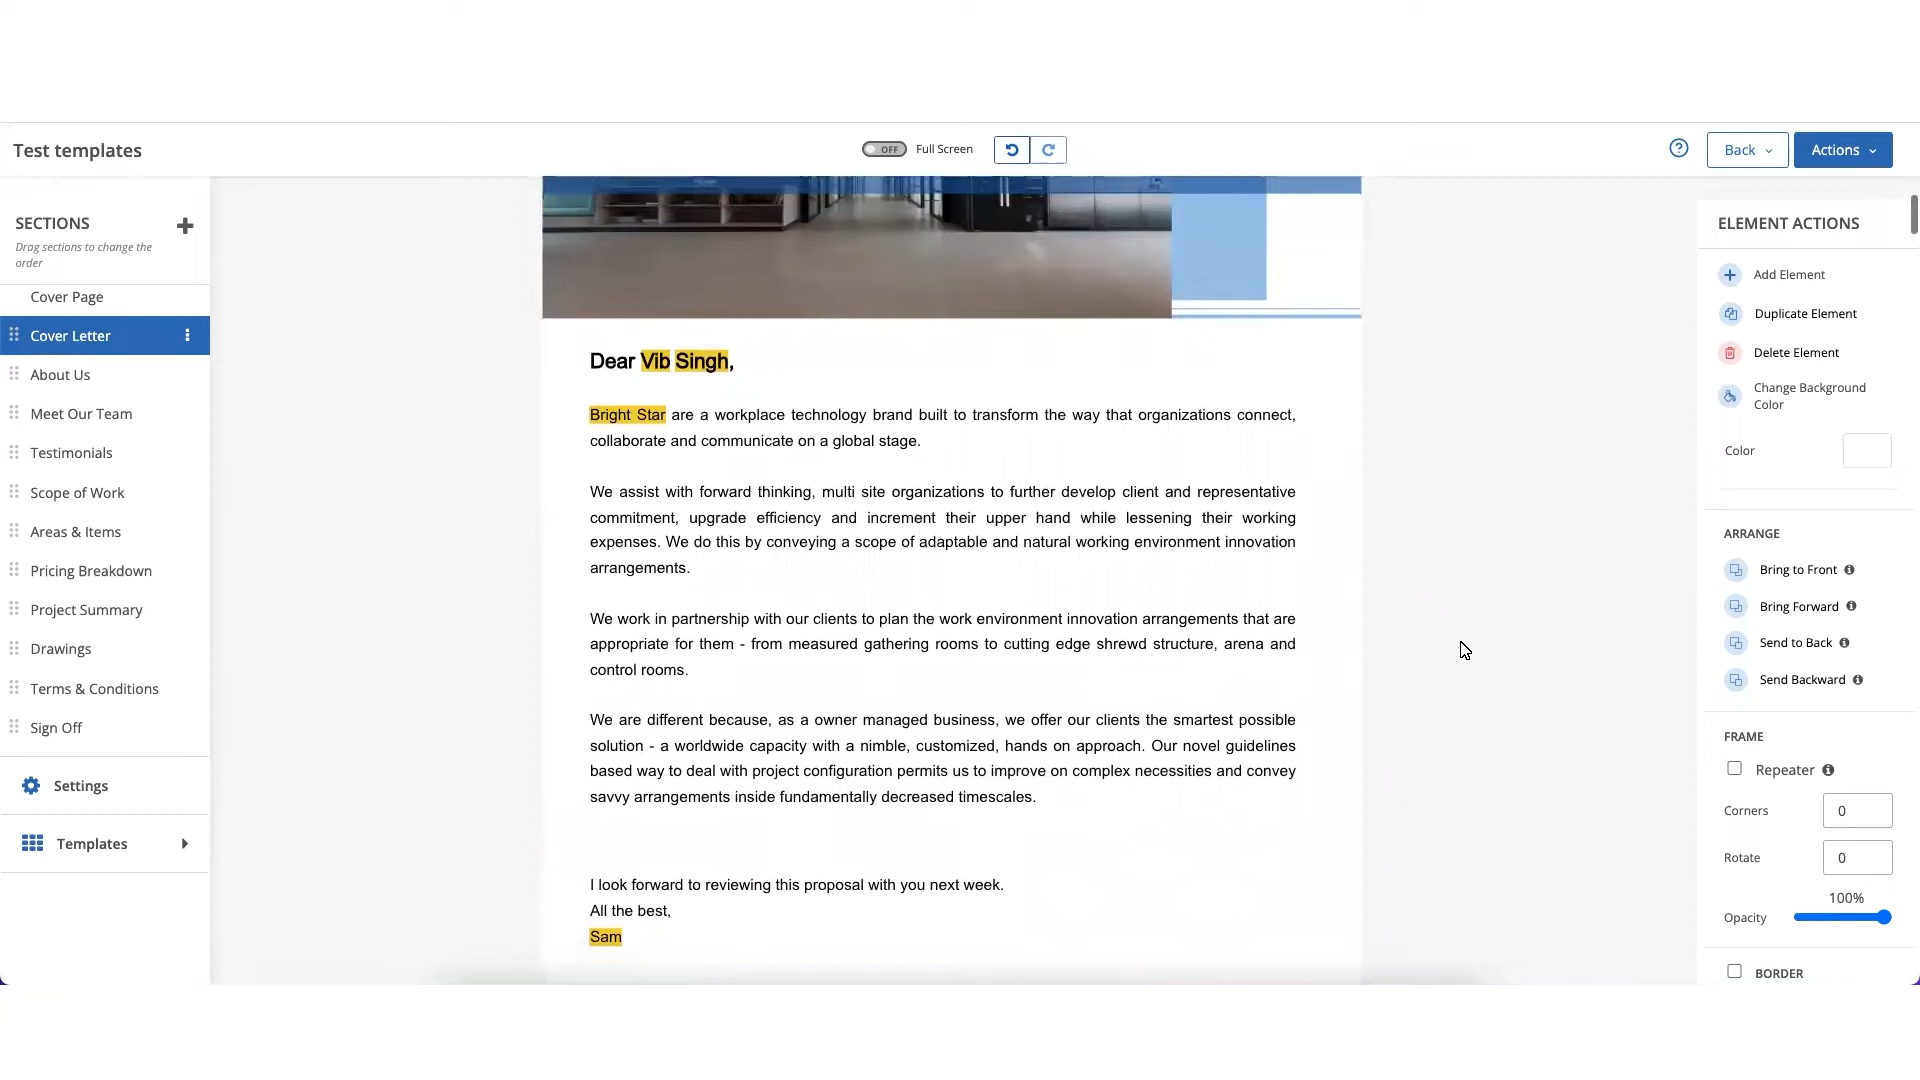 Test templates
OFF Full Screen
Back
Actions
SECTIONS
Drag sections to change the
order
Cover Page
Cover Letter
About Us
Meet Our Team
Testimonials
Scope of Work
Areas & Items
Pricing Breakdown
Project Summary
Drawings
Terms & Conditions
Sign Off
Settings
Templates
Dear Vib Singh,
Bright Star are a workplace technology brand built to transform the way that organizations connect,
collaborate and communicate on a global stage.
We assist with forward thinking, multi site organizations to further develop client and representative
commitment, upgrade efficiency and increment their upper hand while lessening their working
expenses. We do this by conveying a scope of adaptable and natural working environment innovation
arrangements.
We work in partnership with our clients to plan the work environment innovation arrangements that are
appropriate for them - from measured gathering rooms to cutting edge shrewd structure, arena and
control rooms.
We are different because, as a owner managed business, we offer our clients the smartest possible
solution - a worldwide capacity with a nimble, customized, hands on approach. Our novel guidelines
based way to deal with project configuration permits us to improve on complex necessities and convey
savvy arrangements inside fundamentally decreased timescales.
I look forward to reviewing this proposal with you next week.
All the best,
Sam
ELEMENT ACTIONS
Add Element
Duplicate Element
Delete Element
Change Background
Color
Color
ARRANGE
Bring to Front
Bring Forward
Send to Back
Send Backward
FRAME
Repeater
Corners 0
Rotate 0
100%
Opacity
BORDER